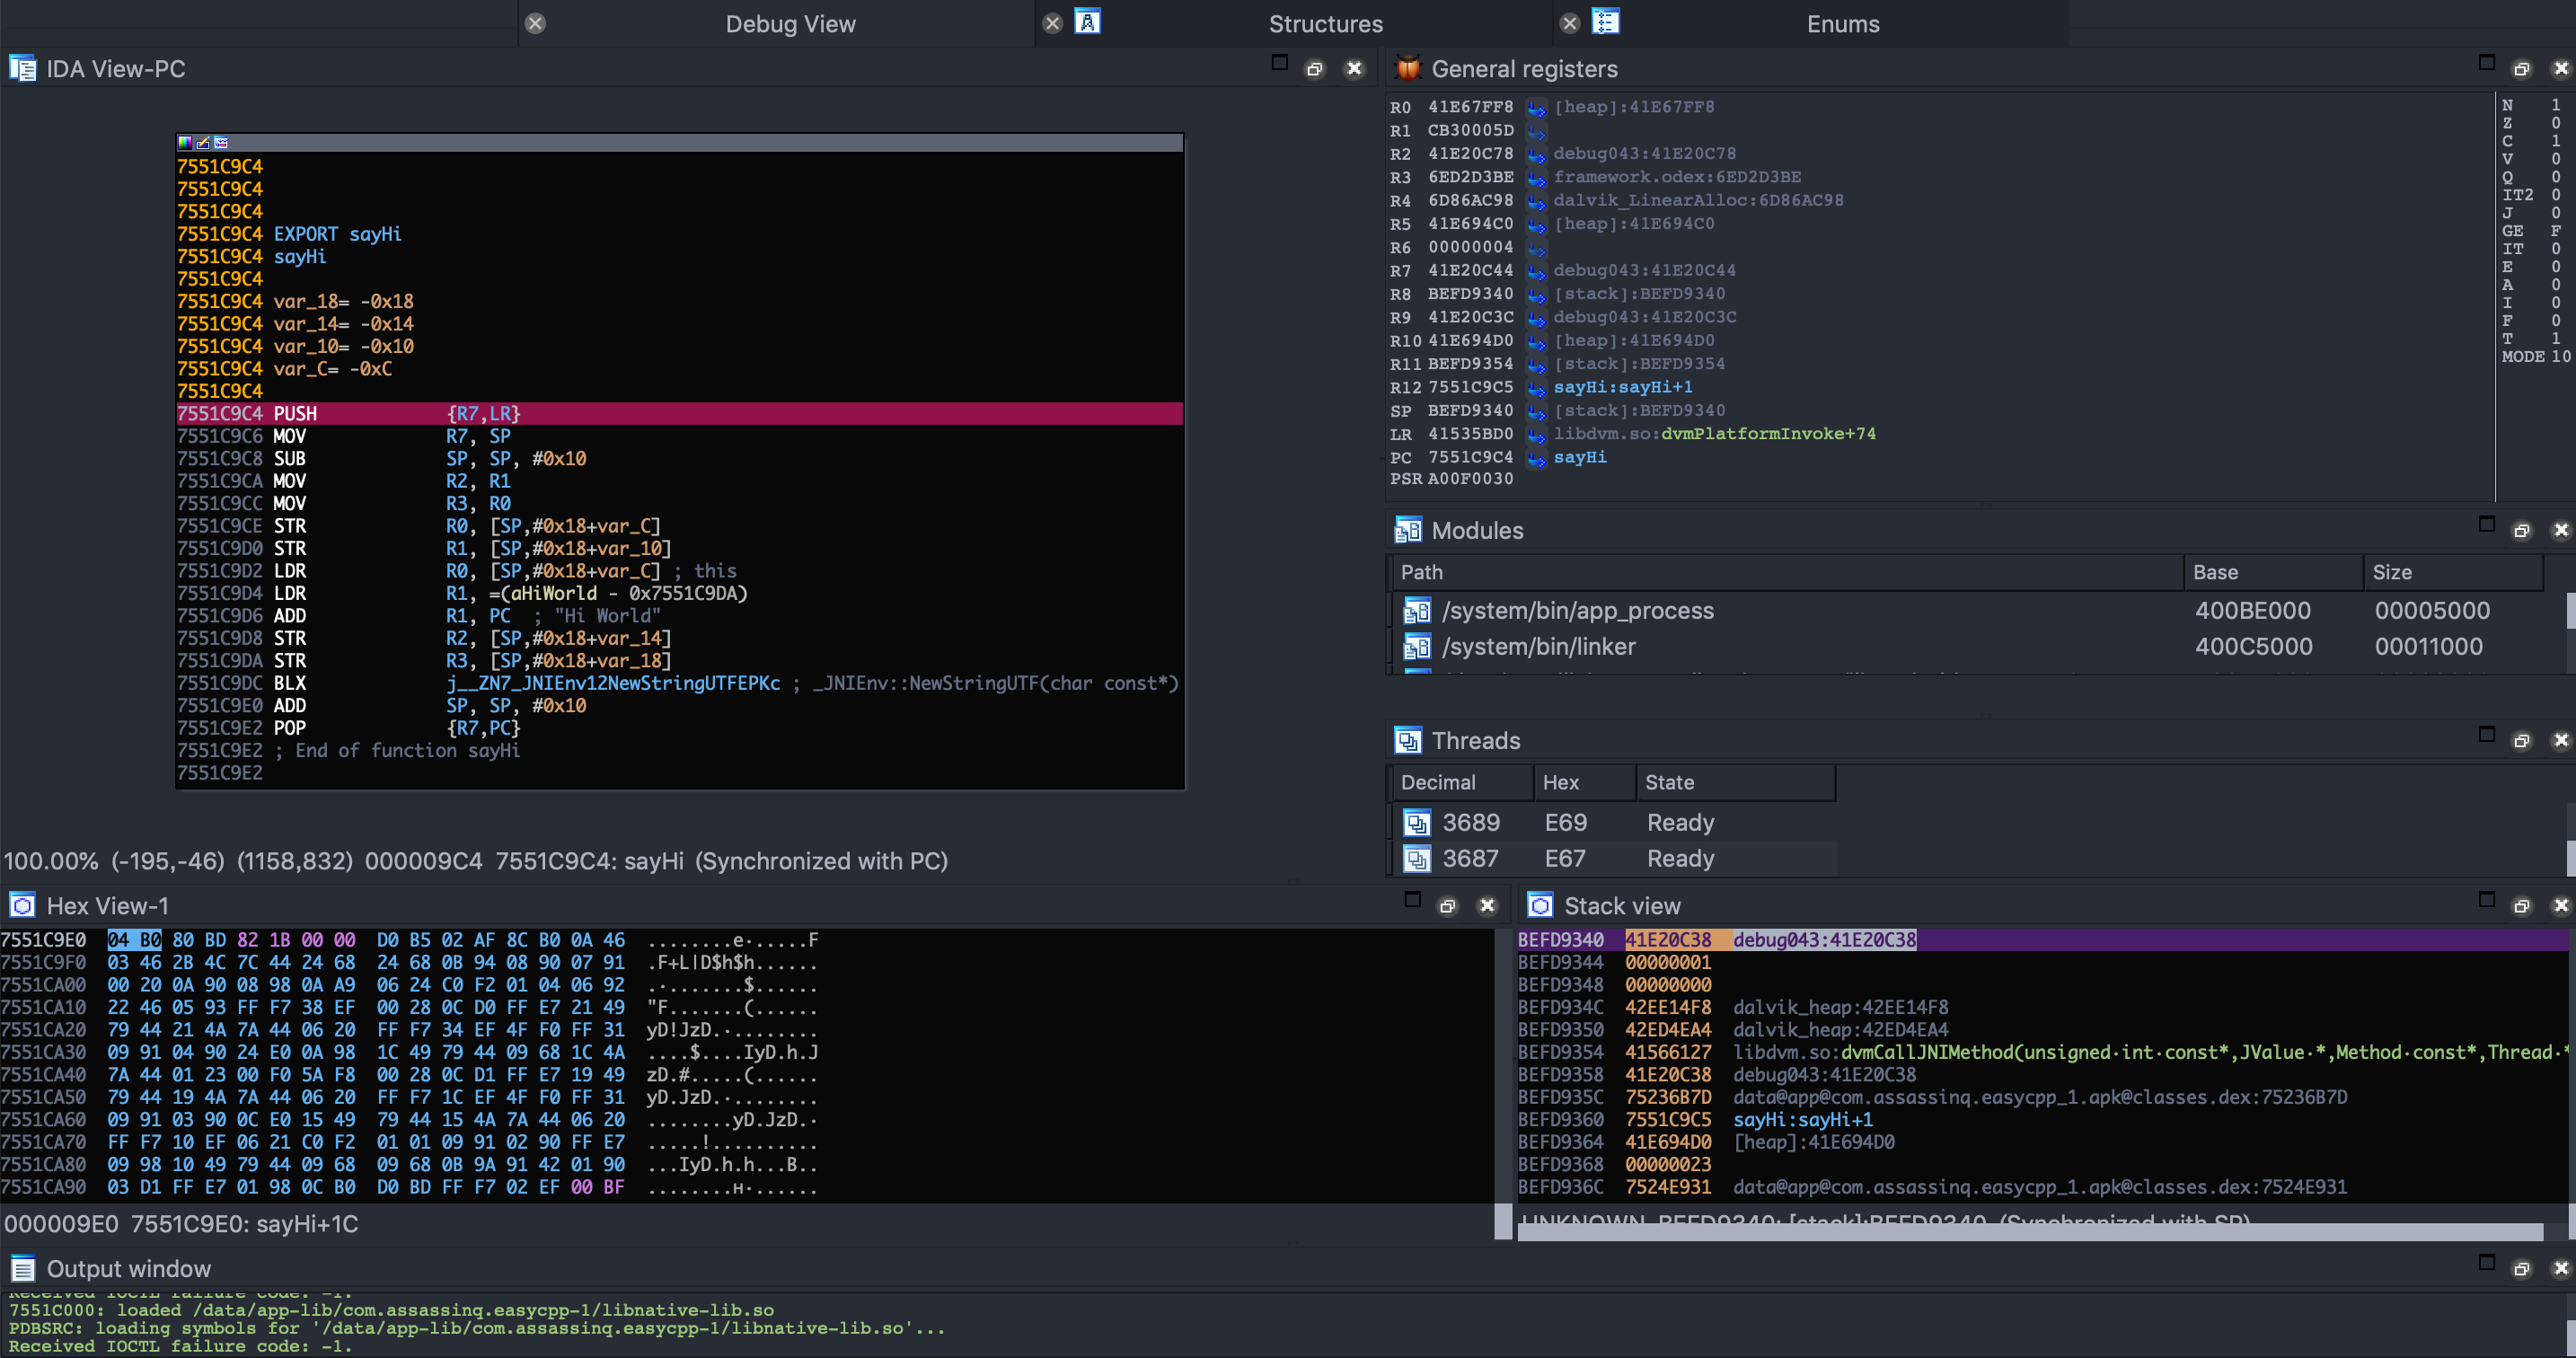 Debug View
Structures
Enums
IDA View-PC
7551C9C4
7551C9C4
7551C9C4
7551C9C4 EXPORT sayHi
7551C9C4 sayHi
7551C9C4
7551C9C4 var_18= -0x18
7551C9C4 var_14= -0x14
7551C9C4 var_10= -0x10
7551C9C4 var_C= -0xC
7551C9C4
7551C9C4 PUSH {R7,LR}
7551C9C6 MOV R7, SP
7551C9C8 SUB SP, SP, #0x10
7551C9CA MOV R2, R1
7551C9CC MOV R3, R0
7551C9CE STR R0, [SP,#0x18+var_C]
7551C9D0 STR R1, [SP,#0x18+var_10]
7551C9D2 LDR R0, [SP,#0x18+var_C] ; this
7551C9D4 LDR R1, =(aHiWorld - 0x7551C9DA)
7551C9D6 ADD R1, PC ; "Hi World"
7551C9D8 STR R2, [SP,#0x18+var_14]
7551C9DA STR R3, [SP,#0x18+var_18]
7551C9DC BLX j__ZN7_JNIEnv12NewStringUTFEPKc ; _JNIEnv::NewStringUTF(char const*)
7551C9E0 ADD SP, SP, #0x10
7551C9E2 POP {R7,PC}
7551C9E2 ; End of function sayHi
7551C9E2
100.00% (-195,-46) (1158,832) 000009C4 7551C9C4: sayHi (Synchronized with PC)
General registers
R0 41E67FF8 [heap]:41E67FF8
R1 CB30005D
R2 41E20C78 debug043:41E20C78
R3 6ED2D3BE framework.odex:6ED2D3BE
R4 6D86AC98 dalvik_LinearAlloc:6D86AC98
R5 41E694C0 [heap]:41E694C0
R6 00000004
R7 41E20C44 debug043:41E20C44
R8 BEFD9340 [stack]:BEFD9340
R9 41E20C3C debug043:41E20C3C
R10 41E694D0 [heap]:41E694D0
R11 BEFD9354 [stack]:BEFD9354
R12 7551C9C5 sayHi:sayHi+1
SP BEFD9340 [stack]:BEFD9340
LR 41535BD0 libdvm.so:dvmPlatformInvoke+74
PC 7551C9C4 sayHi
PSR A00F0030
N 1
Z 0
C 1
V 0
Q 0
IT2 0
J 0
GE F
IT 0
E 0
A 0
I 0
F 0
T 1
MODE 10
Modules
Path Base Size
/system/bin/app_process 400BE000 00005000
/system/bin/linker 400C5000 00011000
Threads
Decimal Hex State
3689 E69 Ready
3687 E67 Ready
Hex View-1
7551C9E0 04 B0 80 BD 82 1B 00 00 D0 B5 02 AF 8C B0 0A 46 ........e·.....F
7551C9F0 03 46 2B 4C 7C 44 24 68 24 68 0B 94 08 90 07 91 .F+L|D$h$h......
7551CA00 00 20 0A 90 08 98 0A A9 06 24 C0 F2 01 04 06 92 .·.......$......
7551CA10 22 46 05 93 FF F7 38 EF 00 28 0C D0 FF E7 21 49 "F.......(......
7551CA20 79 44 21 4A 7A 44 06 20 FF F7 34 EF 4F F0 FF 31 yD!JzD.·........
7551CA30 09 91 04 90 24 E0 0A 98 1C 49 79 44 09 68 1C 4A ....$....IyD.h.J
7551CA40 7A 44 01 23 00 F0 5A F8 00 28 0C D1 FF E7 19 49 zD.#.....(......
7551CA50 79 44 19 4A 7A 44 06 20 FF F7 1C EF 4F F0 FF 31 yD.JzD.·........
7551CA60 09 91 03 90 0C E0 15 49 79 44 15 4A 7A 44 06 20 ........yD.JzD.·
7551CA70 FF F7 10 EF 06 21 C0 F2 01 01 09 91 02 90 FF E7 .....!..........
7551CA80 09 98 10 49 79 44 09 68 09 68 0B 9A 91 42 01 90 ...IyD.h.h...B..
7551CA90 03 D1 FF E7 01 98 0C B0 D0 BD FF F7 02 EF 00 BF ........н·......
000009E0 7551C9E0: sayHi+1C
Stack view
BEFD9340 41E20C38 debug043:41E20C38
BEFD9344 00000001
BEFD9348 00000000
BEFD934C 42EE14F8 dalvik_heap:42EE14F8
BEFD9350 42ED4EA4 dalvik_heap:42ED4EA4
BEFD9354 41566127 libdvm.so:dvmCallJNIMethod(unsigned·int·const*,JValue·*,Method·const*,Thread·*
BEFD9358 41E20C38 debug043:41E20C38
BEFD935C 75236B7D data@app@com.assassinq.easycpp_1.apk@classes.dex:75236B7D
BEFD9360 7551C9C5 sayHi:sayHi+1
BEFD9364 41E694D0 [heap]:41E694D0
BEFD9368 00000023
BEFD936C 7524E931 data@app@com.assassinq.easycpp_1.apk@classes.dex:7524E931
UNKNOWN BEFD9340: [stack]:BEFD9340 (Synchronized with SP)
Output window
Received IOCTL failure code: -1.
7551C000: loaded /data/app-lib/com.assassinq.easycpp-1/libnative-lib.so
PDBSRC: loading symbols for '/data/app-lib/com.assassinq.easycpp-1/libnative-lib.so'...
Received IOCTL failure code: -1.